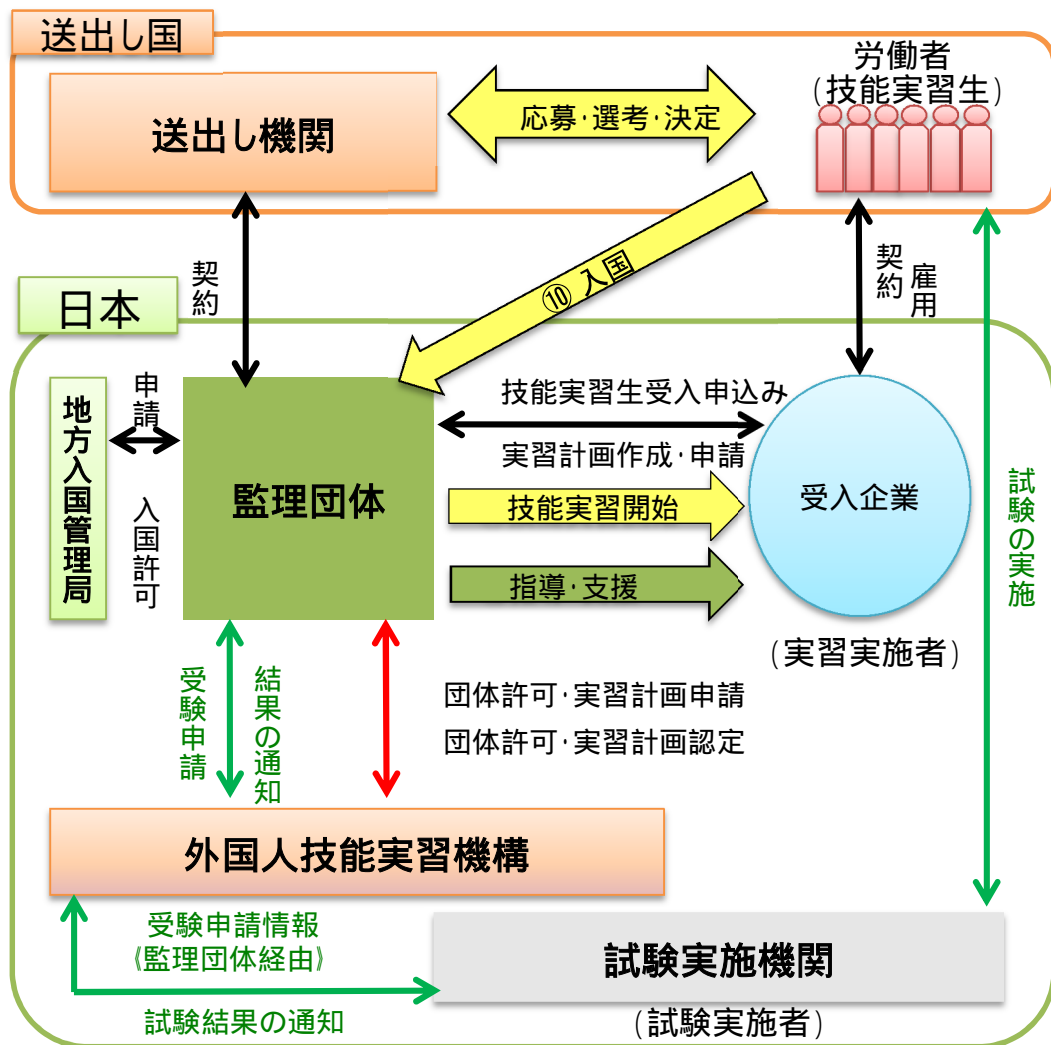 送出し国
送出し機関
応募・選考・決定
労働者
(技能実習生)
契約
⑩ 入国
契約
雇用
日本
地方入国管理局
申請
入国許可
監理団体
技能実習生受入申込み
実習計画作成・申請
技能実習開始
指導・支援
受入企業
(実習実施者)
試験の実施
受験申請
結果の通知
団体許可・実習計画申請
団体許可・実習計画認定
外国人技能実習機構
受験申請情報
《監理団体経由》
試験結果の通知
試験実施機関
(試験実施者)